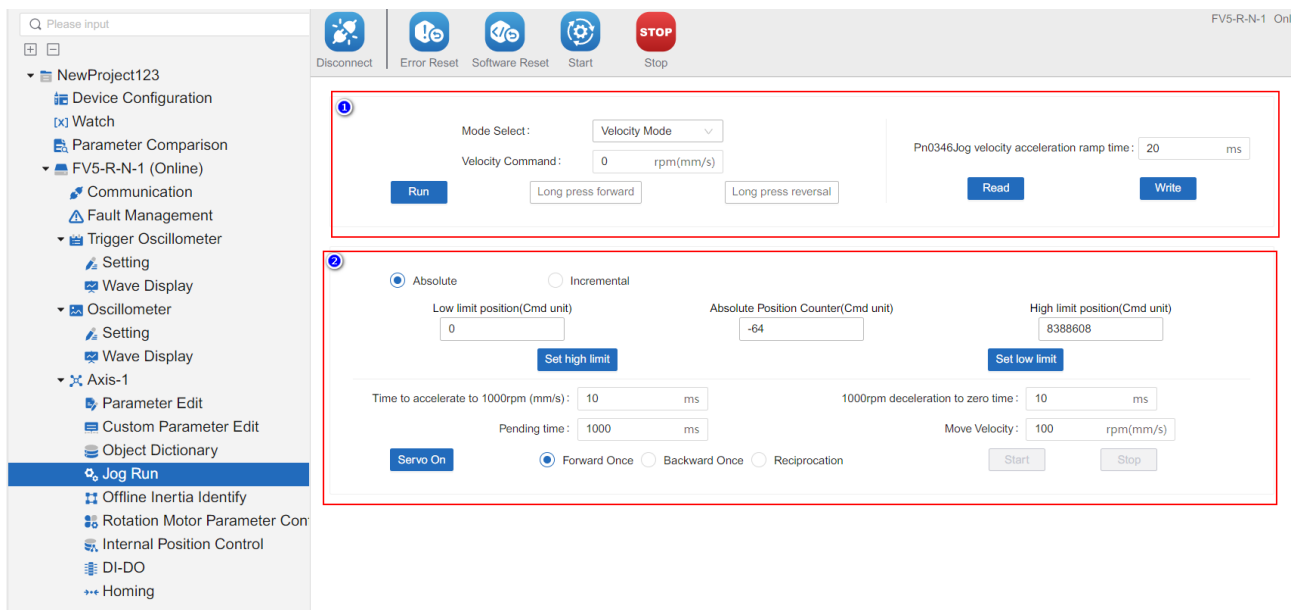 Please input
NewProject123
Device Configuration
[x] Watch
Parameter Comparison
FV5-R-N-1 (Online)
Communication
Fault Management
Trigger Oscillometer
Setting
Wave Display
Oscillometer
Setting
Wave Display
Axis-1
Parameter Edit
Custom Parameter Edit
Object Dictionary
Jog Run
Offline Inertia Identify
Rotation Motor Parameter Con
Internal Position Control
DI-DO
Homing
STOP
Disconnect Error Reset Software Reset Start Stop
FV5-R-N-1 Onl
1
Mode Select: Velocity Mode
Velocity Command: 0 rpm(mm/s)
Run Long press forward Long press reversal
Pn0346Jog velocity acceleration ramp time: 20 ms
Read Write
2
Absolute Incremental
Low limit position(Cmd unit) Absolute Position Counter(Cmd unit) High limit position(Cmd unit)
0 -64 8388608
Set high limit Set low limit
Time to accelerate to 1000rpm (mm/s): 10 ms 1000rpm deceleration to zero time: 10 ms
Pending time: 1000 ms Move Velocity: 100 rpm(mm/s)
Servo On Forward Once Backward Once Reciprocation Start Stop